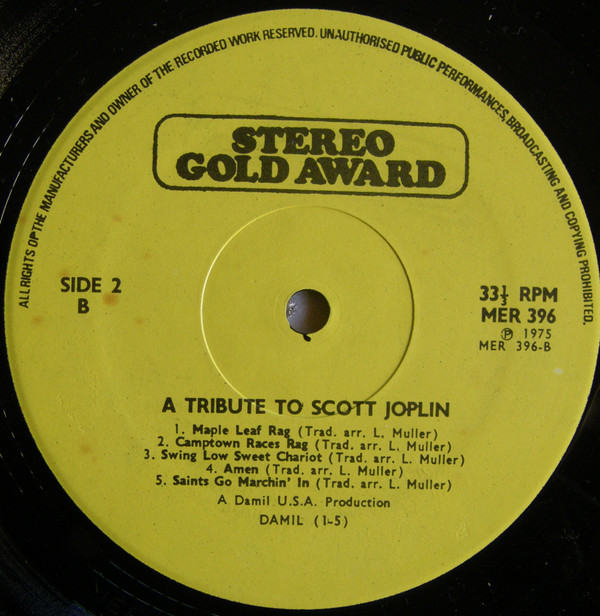 ALL RIGHTS OF THE MANUFACTURERS AND OWNER OF THE RECORDED WORK RESERVED. UNAUTHORISED PUBLIC PERFORMANCES, BROADCASTING AND COPYING PROHIBITED.
STEREO
GOLD AWARD
SIDE 2
B
33⅓ RPM
MER 396
℗ 1975
MER 396-B
A TRIBUTE TO SCOTT JOPLIN
1. Maple Leaf Rag (Trad. arr. L. Muller)
2. Camptown Races Rag (Trad. arr. L. Muller)
3. Swing Low Sweet Chariot (Trad. arr. L. Muller)
4. Amen (Trad. arr. L. Muller)
5. Saints Go Marchin' In (Trad. arr. L. Muller)
A Damil U.S.A. Production
DAMIL (1-5)